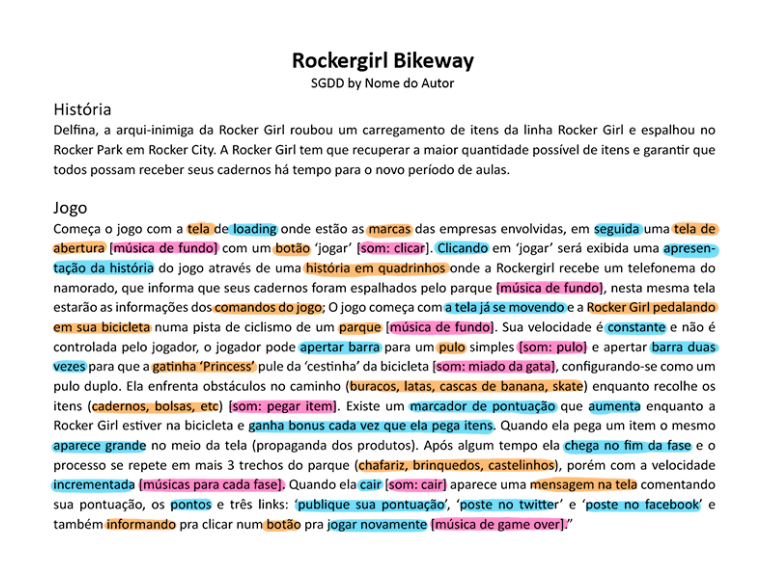 Rockergirl Bikeway
SGDD by Nome do Autor
História
Delfina, a arqui-inimiga da Rocker Girl roubou um carregamento de itens da linha Rocker Girl e espalhou no
Rocker Park em Rocker City. A Rocker Girl tem que recuperar a maior quantidade possível de itens e garantir que
todos possam receber seus cadernos há tempo para o novo período de aulas.
Jogo
Começa o jogo com a tela de loading onde estão as marcas das empresas envolvidas, em seguida uma tela de
abertura [música de fundo] com um botão ‘jogar’ [som: clicar]. Clicando em ‘jogar’ será exibida uma apresen-
tação da história do jogo através de uma história em quadrinhos onde a Rockergirl recebe um telefonema do
namorado, que informa que seus cadernos foram espalhados pelo parque [música de fundo], nesta mesma tela
estarão as informações dos comandos do jogo; O jogo começa com a tela já se movendo e a Rocker Girl pedalando
em sua bicicleta numa pista de ciclismo de um parque [música de fundo]. Sua velocidade é constante e não é
controlada pelo jogador, o jogador pode apertar barra para um pulo simples [som: pulo] e apertar barra duas
vezes para que a gatinha ‘Princess’ pule da ‘cestinha’ da bicicleta [som: miado da gata], configurando-se como um
pulo duplo. Ela enfrenta obstáculos no caminho (buracos, latas, cascas de banana, skate) enquanto recolhe os
itens (cadernos, bolsas, etc) [som: pegar item]. Existe um marcador de pontuação que aumenta enquanto a
Rocker Girl estiver na bicicleta e ganha bonus cada vez que ela pega itens. Quando ela pega um item o mesmo
aparece grande no meio da tela (propaganda dos produtos). Após algum tempo ela chega no fim da fase e o
processo se repete em mais 3 trechos do parque (chafariz, brinquedos, castelinhos), porém com a velocidade
incrementada [músicas para cada fase]. Quando ela cair [som: cair] aparece uma mensagem na tela comentando
sua pontuação, os pontos e três links: ‘publique sua pontuação’, ‘poste no twitter’ e ‘poste no facebook’ e
também informando pra clicar num botão pra jogar novamente [música de game over].”